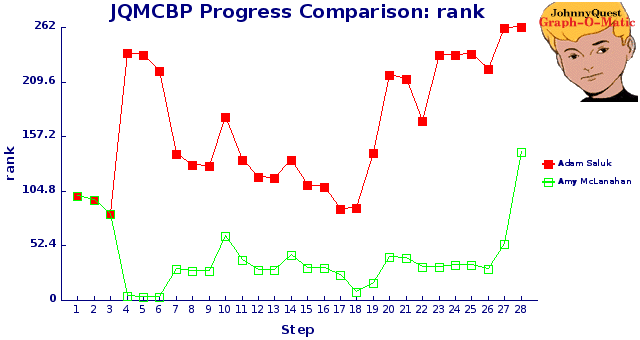 JQMCBP Progress Comparison: rank
JohnnyQuest
Graph-O-Matic
262
209.6
157.2
104.8
52.4
0
rank
1 2 3 4 5 6 7 8 9 10 11 12 13 14 15 16 17 18 19 20 21 22 23 24 25 26 27 28
Step
Adam Saluk
Amy McLanahan